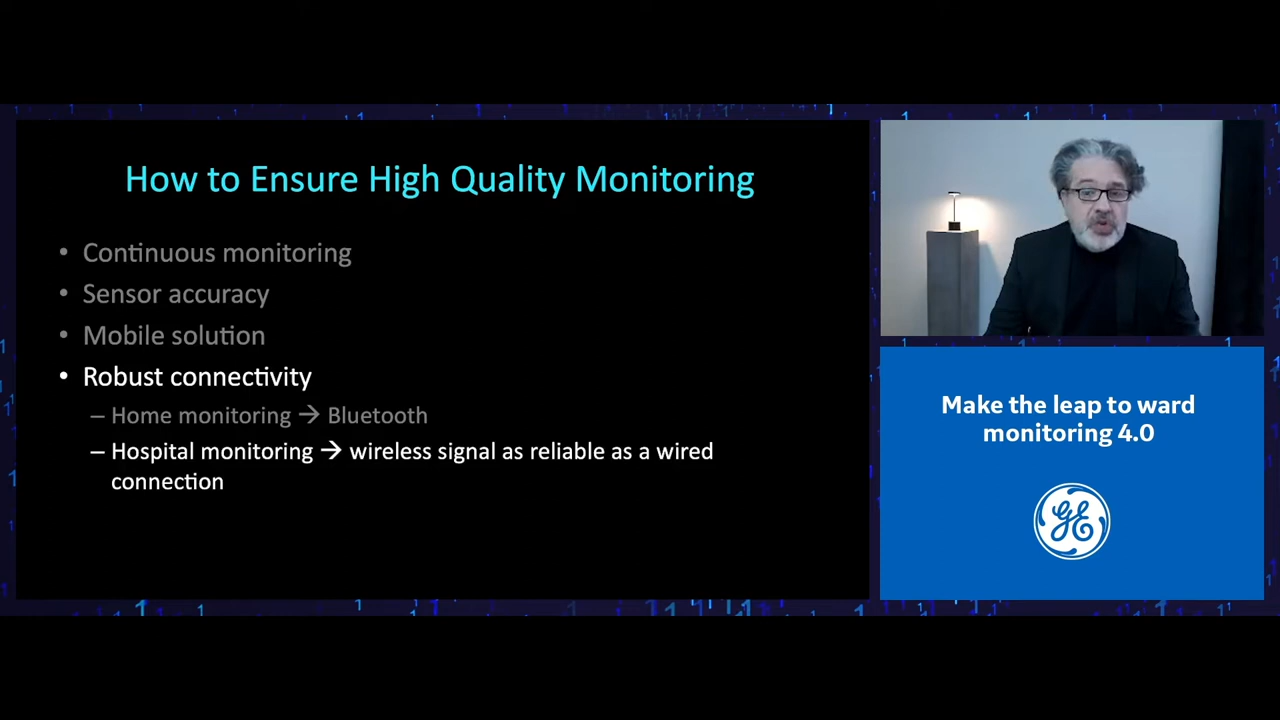 How to Ensure High Quality Monitoring
• Continuous monitoring
• Sensor accuracy
• Mobile solution
• Robust connectivity
– Home monitoring → Bluetooth
– Hospital monitoring → wireless signal as reliable as a wired
connection
Make the leap to ward
monitoring 4.0
GE